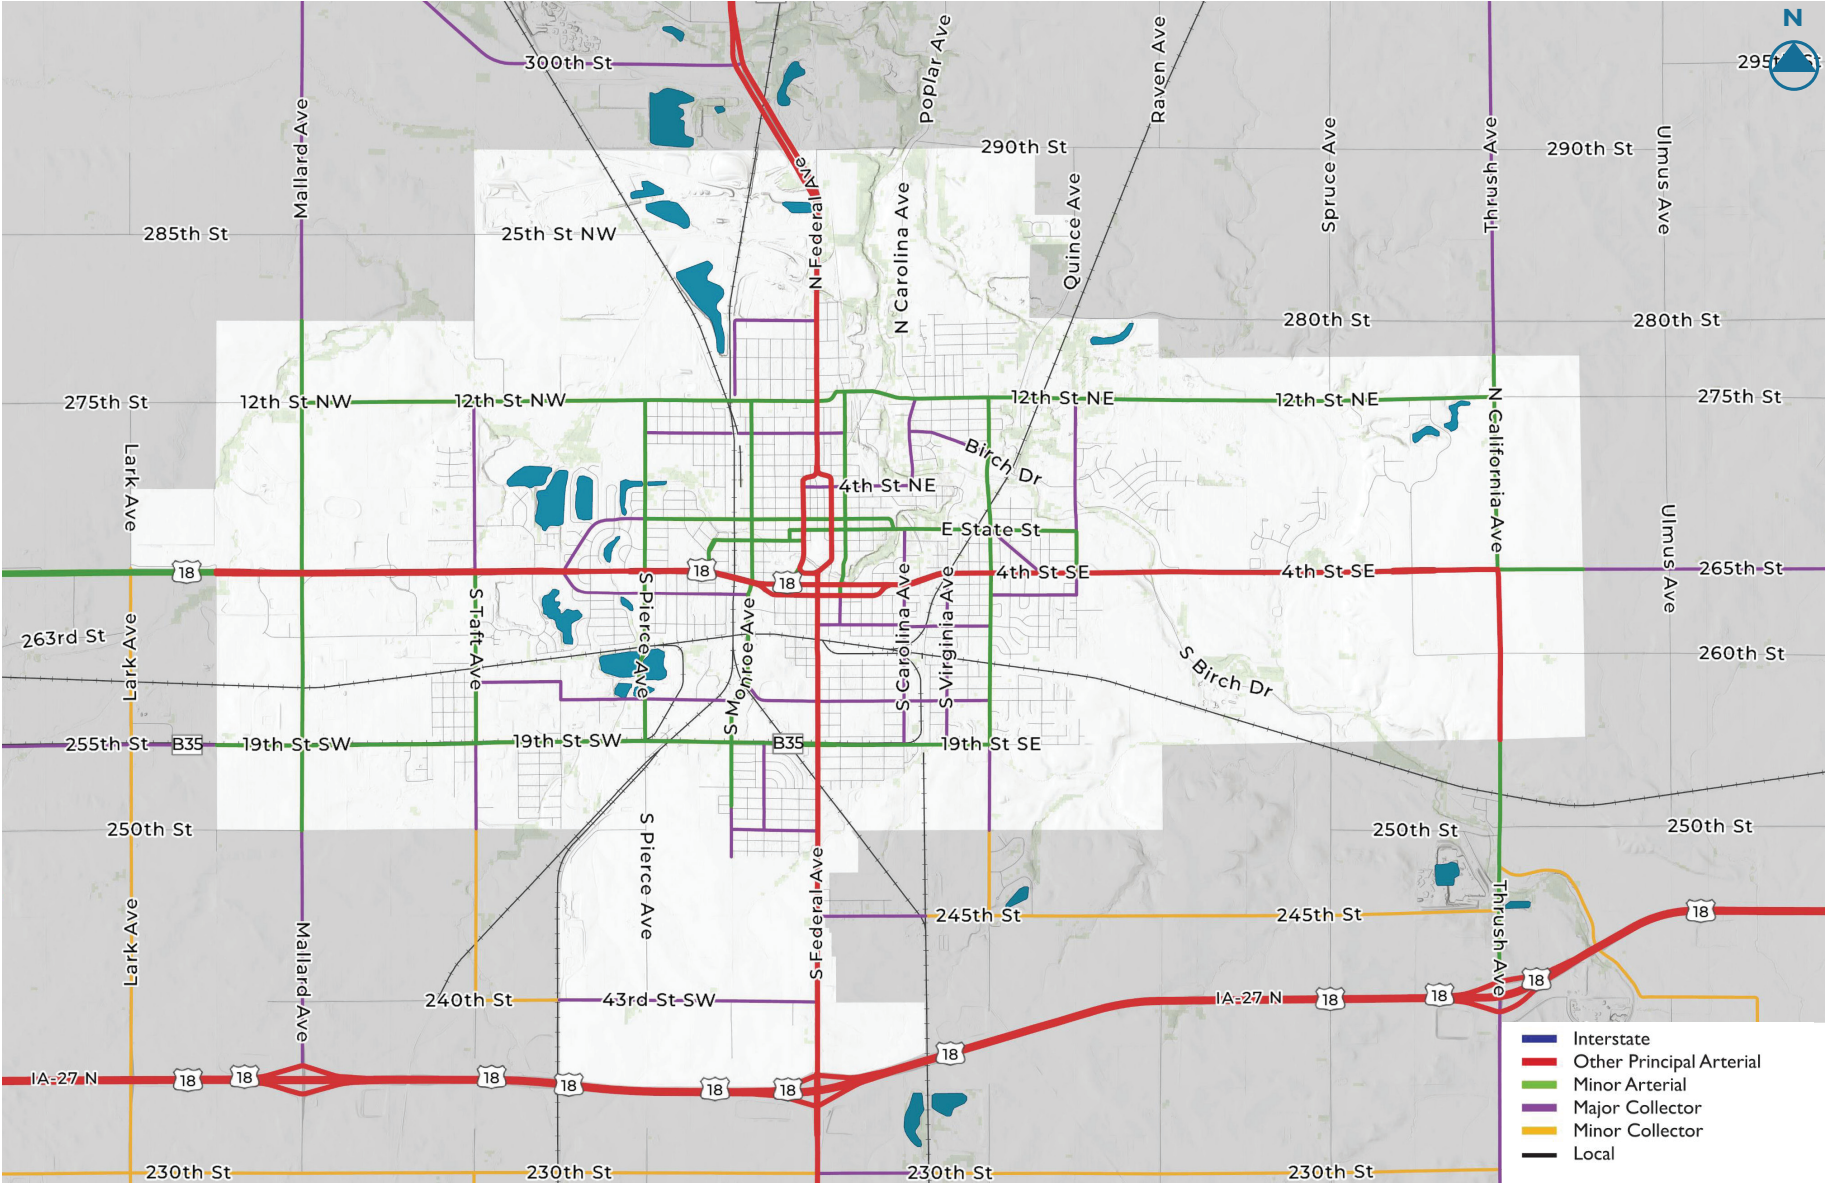 N
300th St
Poplar Ave
Raven Ave
Mallard Ave
290th St
Spruce Ave
Thrush Ave
290th St
Ulmus Ave
N Federal Ave
N Carolina Ave
Quince Ave
285th St
25th St NW
280th St
280th St
275th St
12th St NW
12th St NW
12th St NE
12th St NE
275th St
N California Ave
Lark Ave
Birch Dr
4th St NE
E State St
Ulmus Ave
18
18
18
4th St SE
4th St SE
265th St
263rd St
Lark Ave
S Taft Ave
S Pierce Ave
S Monroe Ave
S Carolina Ave
S Virginia Ave
S Birch Dr
260th St
255th St
B35
19th St SW
19th St SW
B35
19th St SE
250th St
S Pierce Ave
S Federal Ave
250th St
250th St
Lark Ave
Mallard Ave
245th St
245th St
Thrush Ave
18
240th St
43rd St SW
IA-27 N
18
18
18
IA-27 N
18
18
18
18
18
18
18
230th St
230th St
230th St
230th St
Interstate
Other Principal Arterial
Minor Arterial
Major Collector
Minor Collector
Local